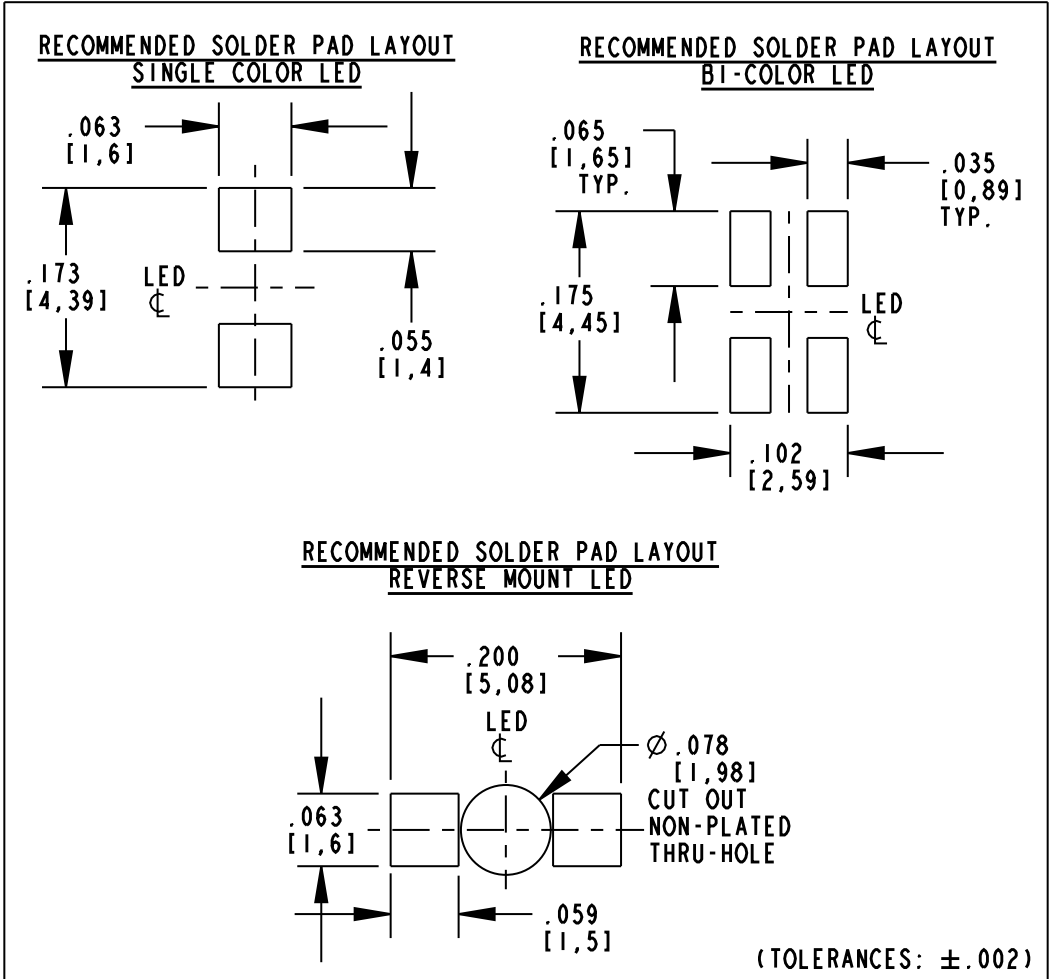 RECOMMENDED SOLDER PAD LAYOUT
SINGLE COLOR LED
.063
[1,6]
.173
[4,39]
LED
℄
.055
[1,4]
RECOMMENDED SOLDER PAD LAYOUT
BI-COLOR LED
.065
[1,65]
TYP.
.035
[0,89]
TYP.
.175
[4,45]
LED
℄
.102
[2,59]
RECOMMENDED SOLDER PAD LAYOUT
REVERSE MOUNT LED
.200
[5,08]
LED
℄
Ø.078
[1,98]
CUT OUT
NON-PLATED
THRU-HOLE
.063
[1,6]
.059
[1,5]
(TOLERANCES: ±.002)